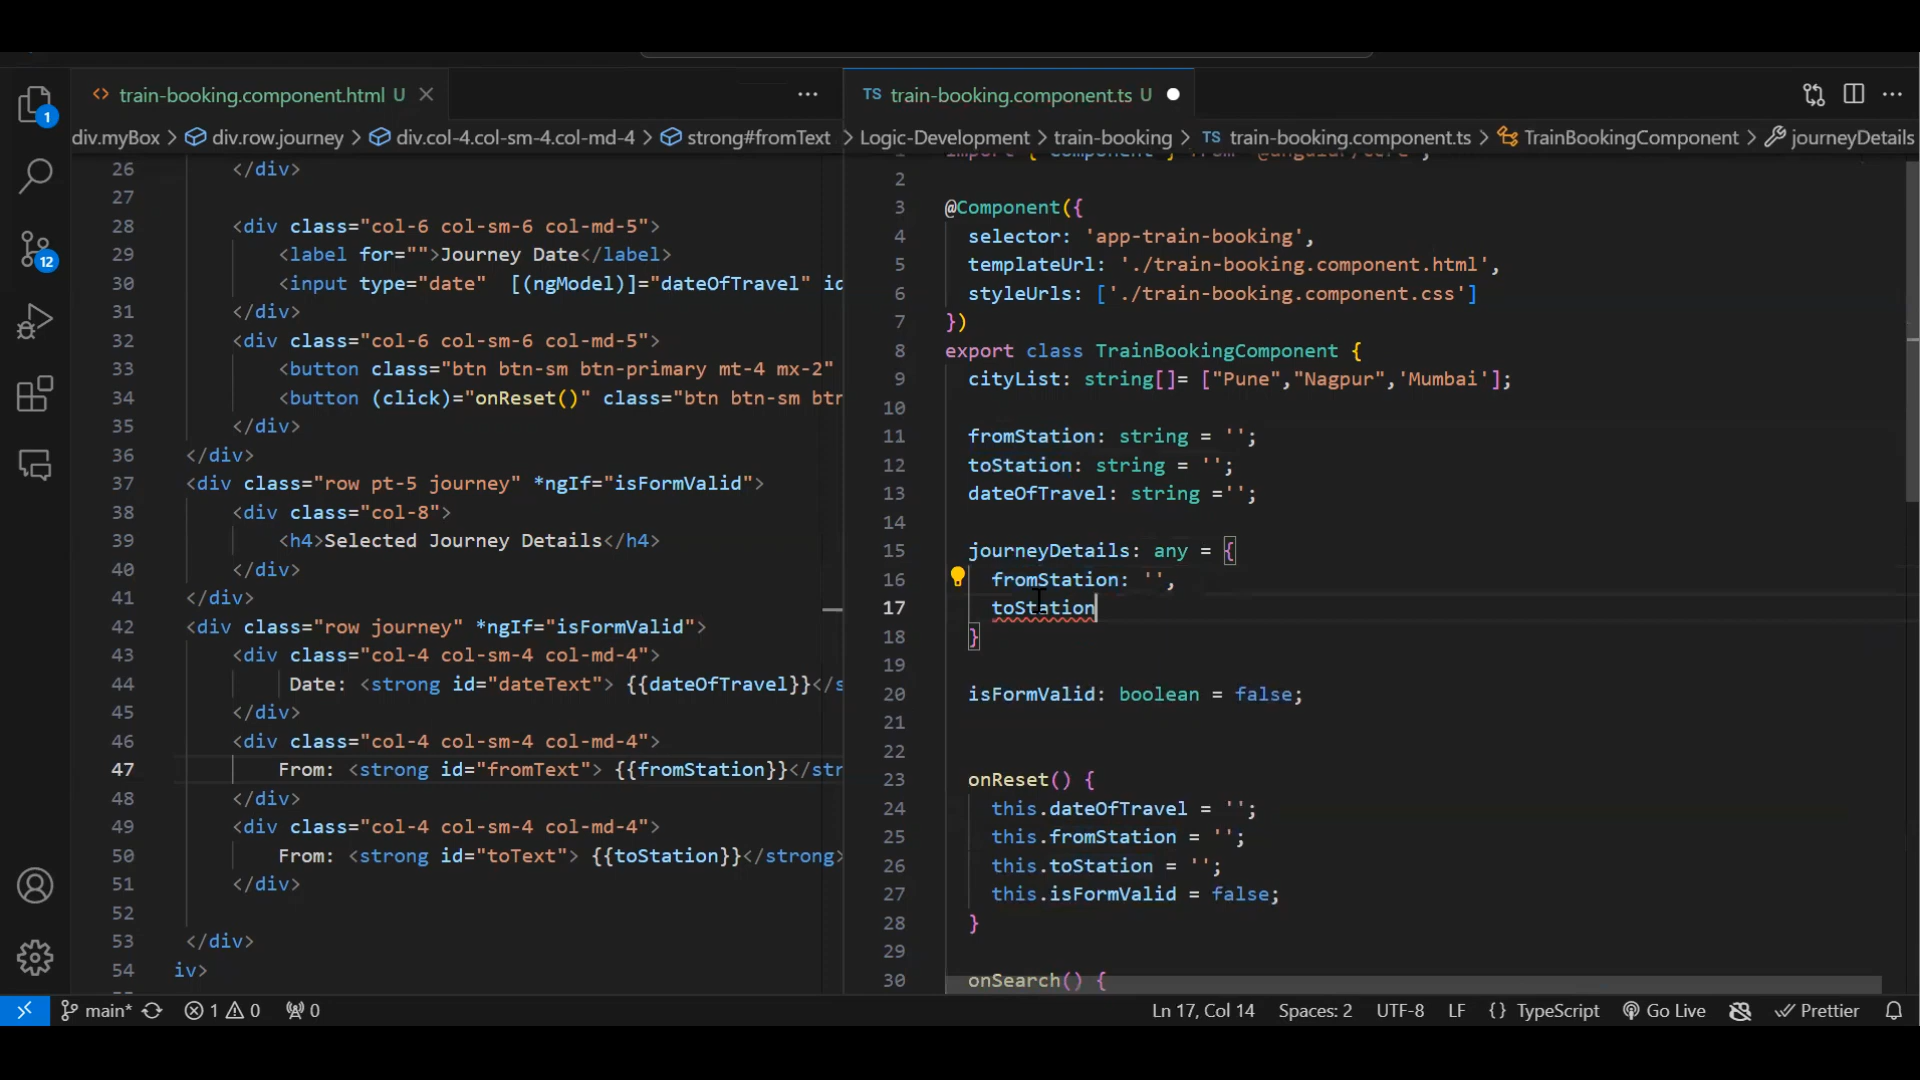 train-booking.component.html U
train-booking.component.ts U
div.myBox > div.row.journey > div.col-4.col-sm-4.col-md-4 > strong#fromText
Logic-Development > train-booking > TS train-booking.component.ts > TrainBookingComponent > journeyDetails
26 </div>
27
28 <div class="col-6 col-sm-6 col-md-5">
29 <label for="">Journey Date</label>
30 <input type="date"  [(ngModel)]="dateOfTravel" id
31 </div>
32 <div class="col-6 col-sm-6 col-md-5">
33 <button class="btn btn-sm btn-primary mt-4 mx-2"
34 <button (click)="onReset()" class="btn btn-sm btn
35 </div>
36 </div>
37 <div class="row pt-5 journey" *ngIf="isFormValid">
38 <div class="col-8">
39 <h4>Selected Journey Details</h4>
40 </div>
41 </div>
42 <div class="row journey" *ngIf="isFormValid">
43 <div class="col-4 col-sm-4 col-md-4">
44 Date: <strong id="dateText"> {{dateOfTravel}}</s
45 </div>
46 <div class="col-4 col-sm-4 col-md-4">
47 From: <strong id="fromText"> {{fromStation}}</str
48 </div>
49 <div class="col-4 col-sm-4 col-md-4">
50 From: <strong id="toText"> {{toStation}}</strong>
51 </div>
52
53 </div>
54 iv>
1 import { Component } from '@angular/core';
2
3 @Component({
4 selector: 'app-train-booking',
5 templateUrl: './train-booking.component.html',
6 styleUrls: ['./train-booking.component.css']
7 })
8 export class TrainBookingComponent {
9 cityList: string[]= ["Pune","Nagpur",'Mumbai'];
10
11 fromStation: string = '';
12 toStation: string = '';
13 dateOfTravel: string ='';
14
15 journeyDetails: any = {
16 fromStation: '',
17 toStation
18 }
19
20 isFormValid: boolean = false;
21
22
23 onReset() {
24 this.dateOfTravel = '';
25 this.fromStation = '';
26 this.toStation = '';
27 this.isFormValid = false;
28 }
29
30 onSearch() {
1
12
main* 1 0 0 Ln 17, Col 14 Spaces: 2 UTF-8 LF {} TypeScript Go Live Prettier